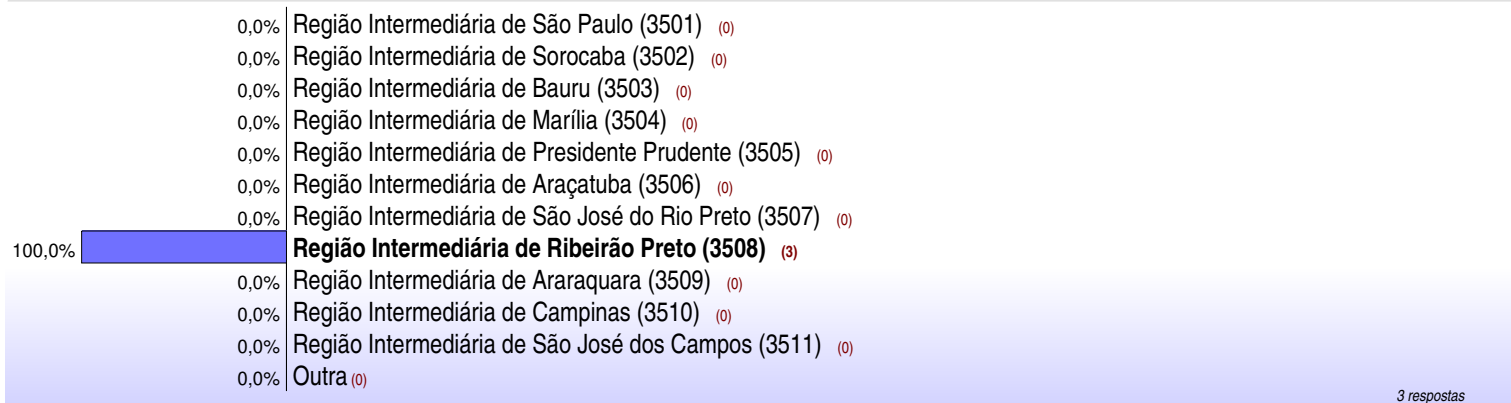 0,0% Região Intermediária de São Paulo (3501) (0)
0,0% Região Intermediária de Sorocaba (3502) (0)
0,0% Região Intermediária de Bauru (3503) (0)
0,0% Região Intermediária de Marília (3504) (0)
0,0% Região Intermediária de Presidente Prudente (3505) (0)
0,0% Região Intermediária de Araçatuba (3506) (0)
0,0% Região Intermediária de São José do Rio Preto (3507) (0)
100,0% Região Intermediária de Ribeirão Preto (3508) (3)
0,0% Região Intermediária de Araraquara (3509) (0)
0,0% Região Intermediária de Campinas (3510) (0)
0,0% Região Intermediária de São José dos Campos (3511) (0)
0,0% Outra (0)
3 respostas